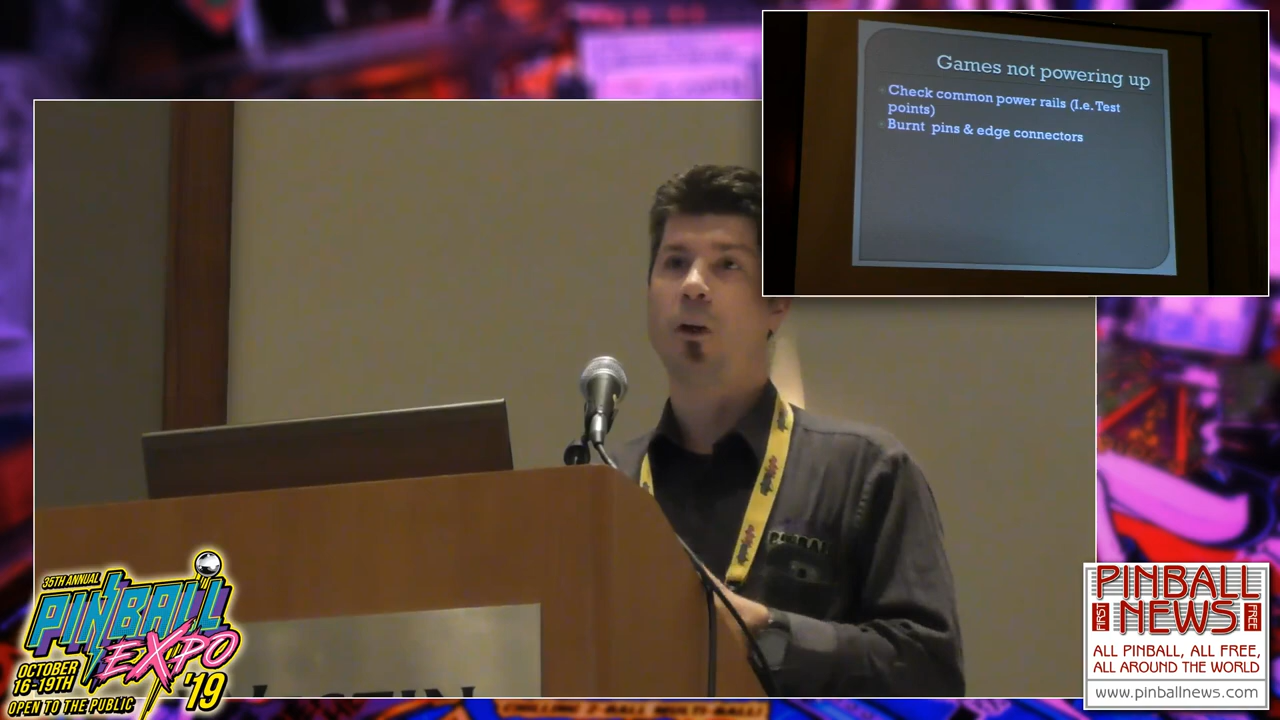 Games not powering up
Check common power rails (I.e. Test
points)
Burnt pins & edge connectors
35TH ANNUAL
PINBALL
EXPO
OCTOBER
16-19TH
'19
OPEN TO THE PUBLIC
PINBALL
FIRST
NEWS
FREE
ALL PINBALL, ALL FREE,
ALL AROUND THE WORLD
www.pinballnews.com